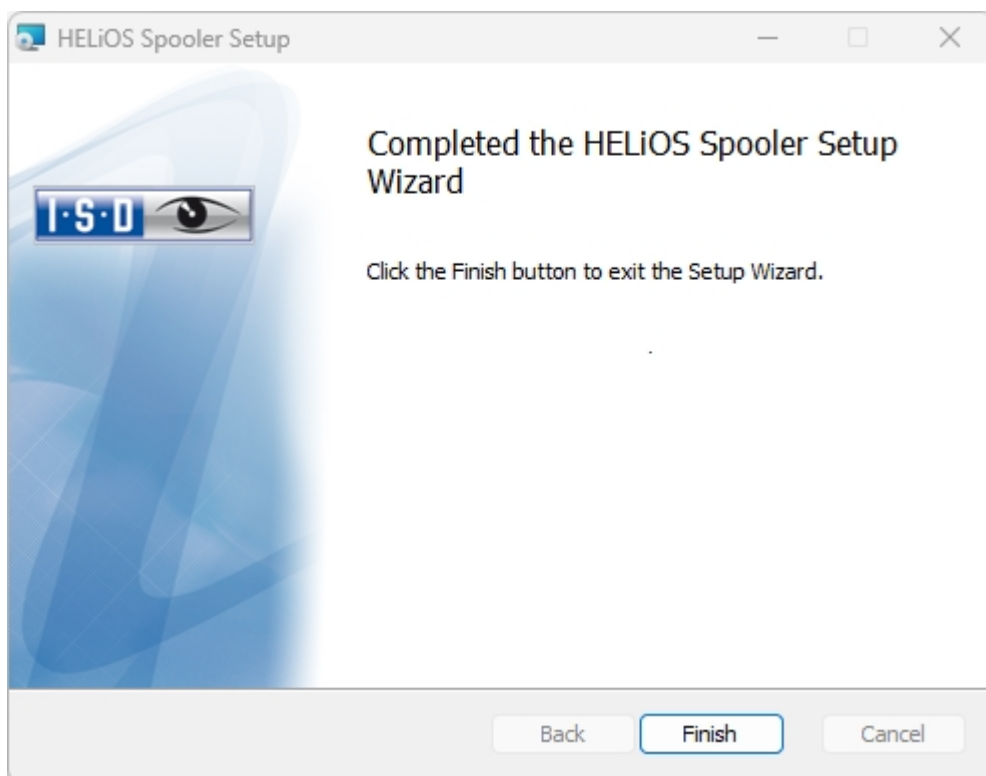 HELiOS Spooler Setup
Completed the HELiOS Spooler Setup
Wizard
I·S·D
Click the Finish button to exit the Setup Wizard.
.
Back
Finish
Cancel